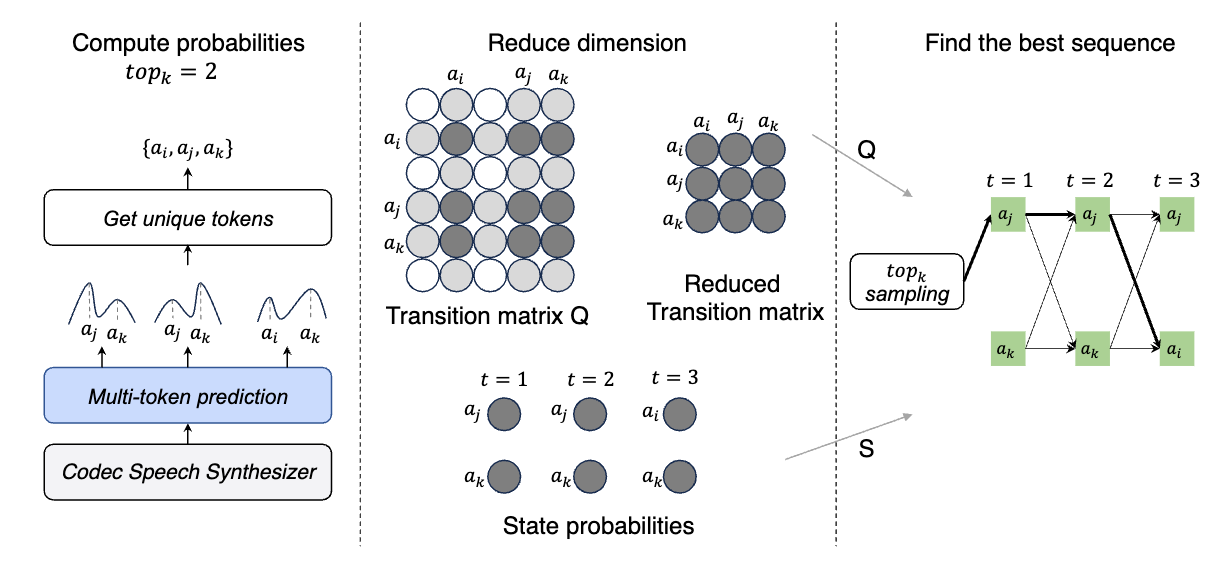 Compute probabilities
top_k = 2
{a_i, a_j, a_k}
Get unique tokens
a_j a_k a_j a_k a_i a_k
Multi-token prediction
Codec Speech Synthesizer
Reduce dimension
a_i a_j a_k
a_i
a_j
a_k
Transition matrix Q
a_i a_j a_k
a_i
a_j
a_k
Reduced
Transition matrix
t = 1 t = 2 t = 3
a_j a_j a_i
a_k a_k a_k
State probabilities
Q
S
Find the best sequence
t = 1 t = 2 t = 3
a_j a_j a_j
top_k
sampling
a_k a_k a_i